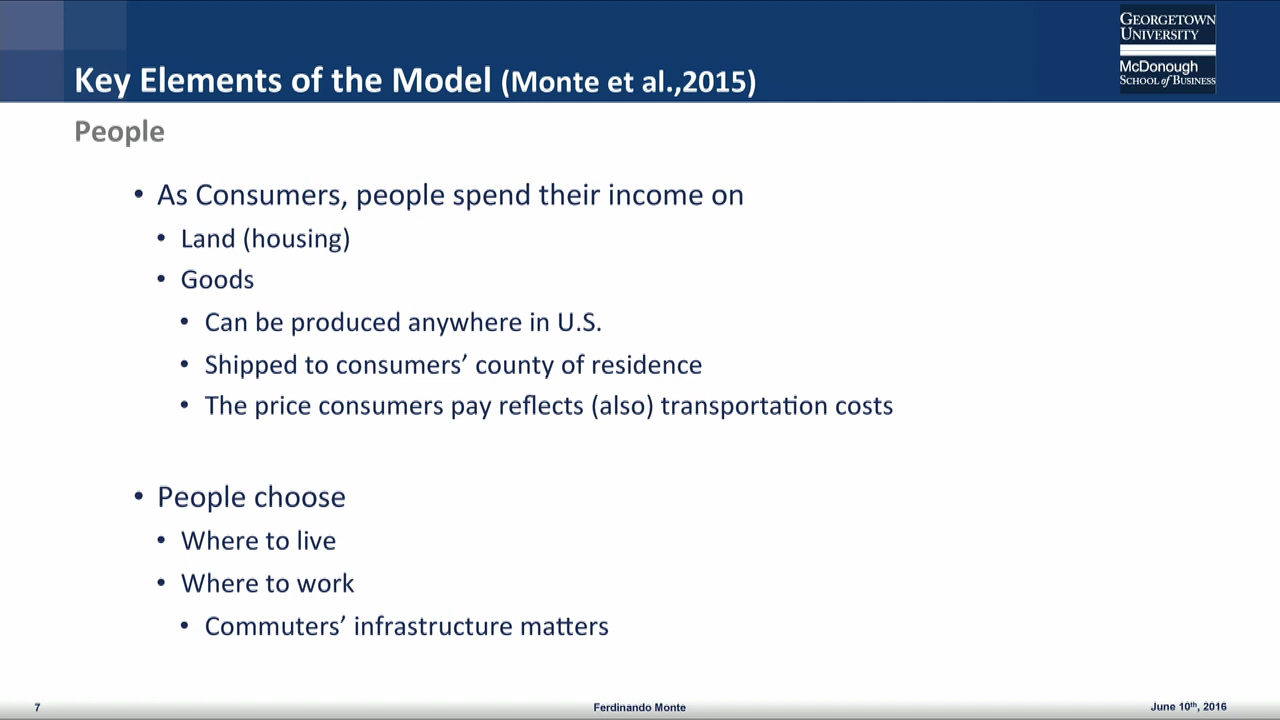 GEORGETOWN
UNIVERSITY
McDonough
SCHOOL of BUSINESS
Key Elements of the Model (Monte et al.,2015)
People
• As Consumers, people spend their income on
• Land (housing)
• Goods
• Can be produced anywhere in U.S.
• Shipped to consumers’ county of residence
• The price consumers pay reflects (also) transportation costs
• People choose
• Where to live
• Where to work
• Commuters’ infrastructure matters
7 Ferdinando Monte June 10th, 2016